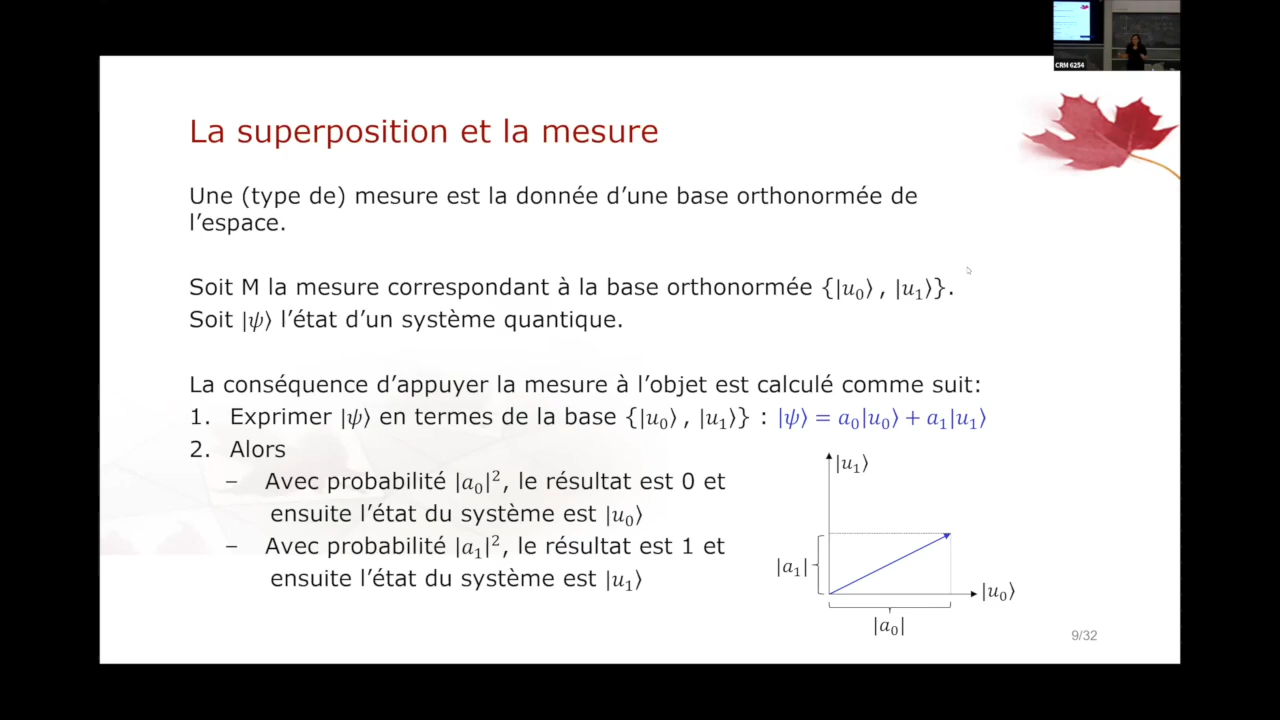 CRM 6254
La superposition et la mesure
Une (type de) mesure est la donnée d’une base orthonormée de
l’espace.
Soit M la mesure correspondant à la base orthonormée {|u₀⟩ , |u₁⟩}.
Soit |ψ⟩ l’état d’un système quantique.
La conséquence d’appuyer la mesure à l’objet est calculé comme suit:
1. Exprimer |ψ⟩ en termes de la base {|u₀⟩ , |u₁⟩} : |ψ⟩ = a₀|u₀⟩ + a₁|u₁⟩
2. Alors
– Avec probabilité |a₀|², le résultat est 0 et
ensuite l’état du système est |u₀⟩
– Avec probabilité |a₁|², le résultat est 1 et
ensuite l’état du système est |u₁⟩
|u₁⟩
|a₁|
|u₀⟩
|a₀|
9/32